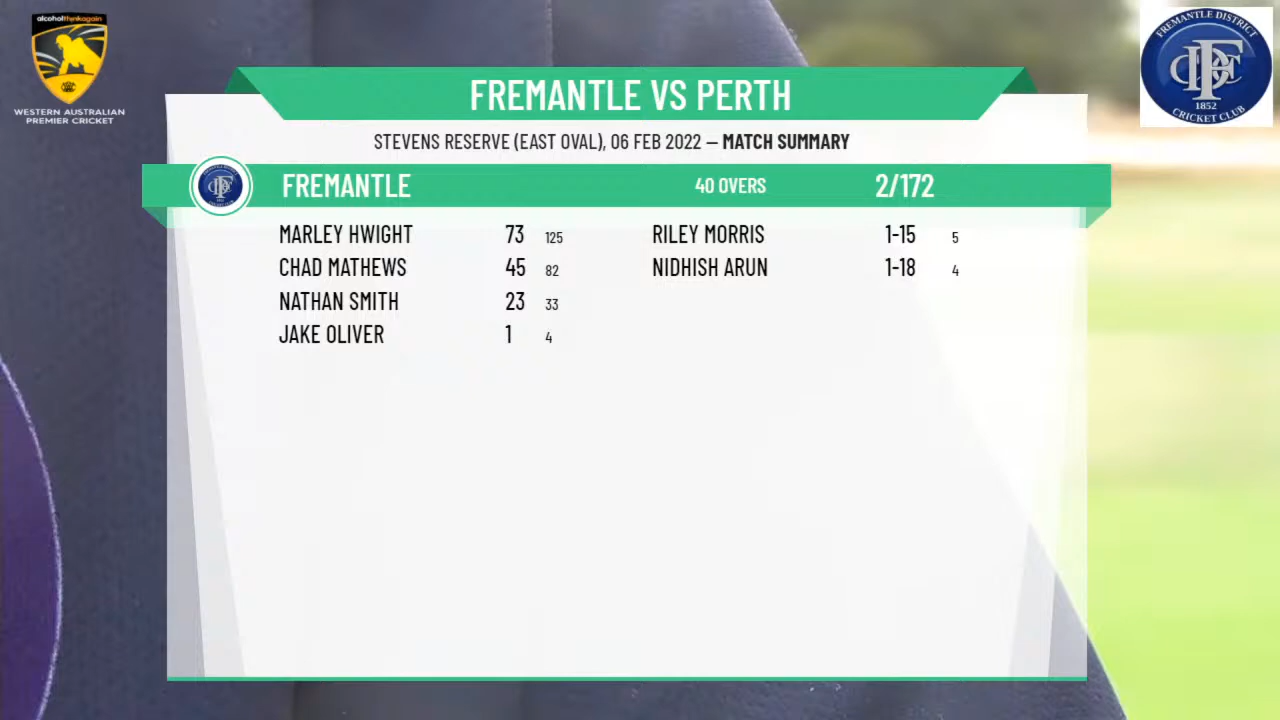 alcoholthinkagain
WESTERN AUSTRALIAN
PREMIER CRICKET
FREMANTLE DISTRICT
1852
CRICKET CLUB
FREMANTLE VS PERTH
STEVENS RESERVE (EAST OVAL), 06 FEB 2022 – MATCH SUMMARY
FREMANTLE 40 OVERS 2/172
MARLEY HWIGHT 73 125 RILEY MORRIS 1-15 5
CHAD MATHEWS 45 82 NIDHISH ARUN 1-18 4
NATHAN SMITH 23 33
JAKE OLIVER 1 4